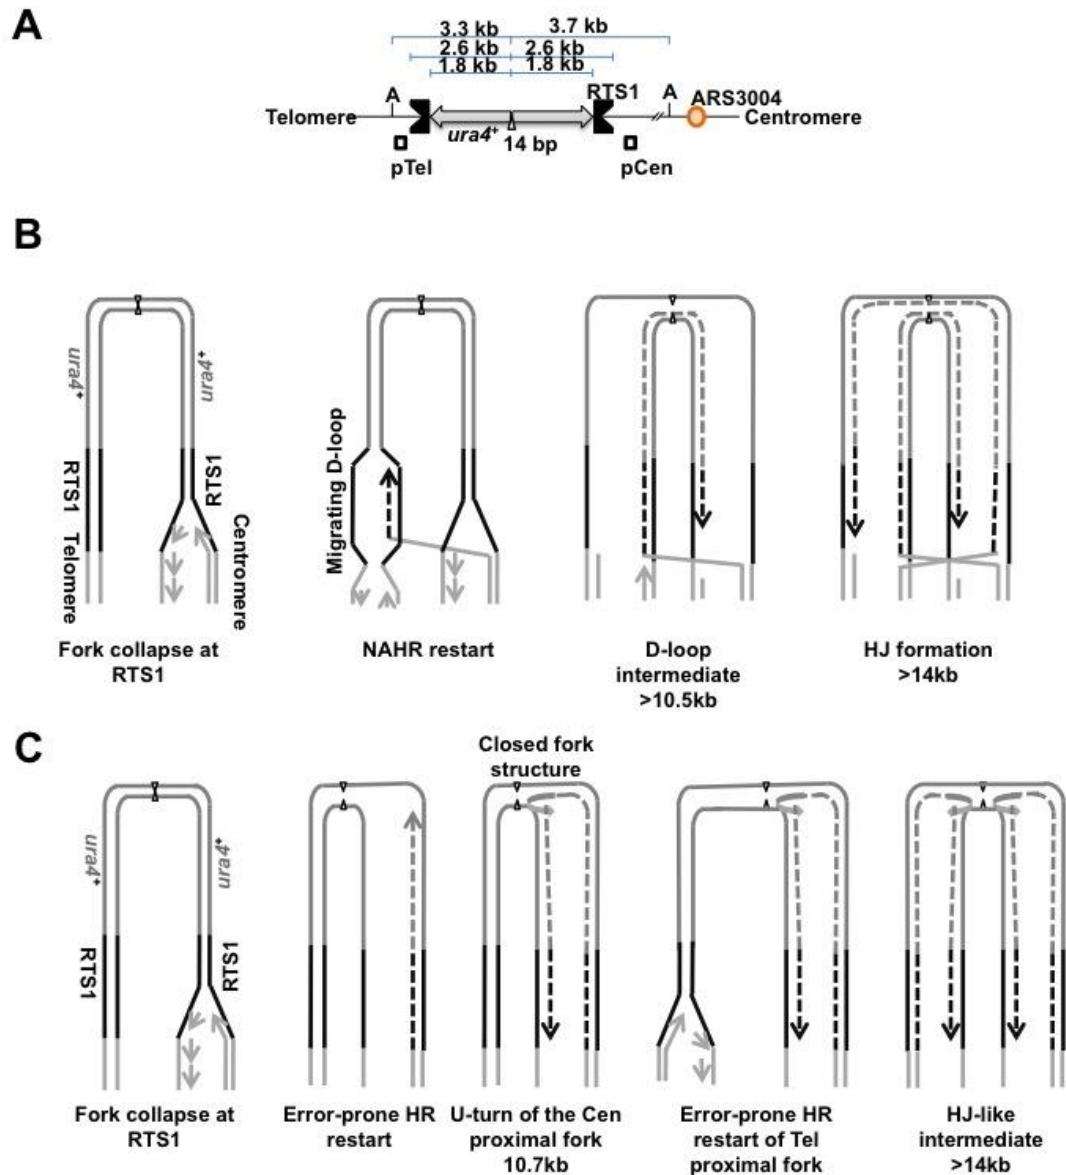 A
3.3 kb 3.7 kb
2.6 kb 2.6 kb
1.8 kb 1.8 kb
A RTS1 A ARS3004
Telomere Centromere
ura4+ 14 bp
pTel pCen
B
ura4+ ura4+
RTS1 RTS1
Telomere Centromere
Migrating D-loop
Fork collapse at
RTS1
NAHR restart
D-loop
intermediate
>10.5kb
HJ formation
>14kb
C
Closed fork
structure
ura4+ ura4+
RTS1 RTS1
Fork collapse at
RTS1
Error-prone HR
restart
U-turn of the Cen
proximal fork
10.7kb
Error-prone HR
restart of Tel
proximal fork
HJ-like
intermediate
>14kb